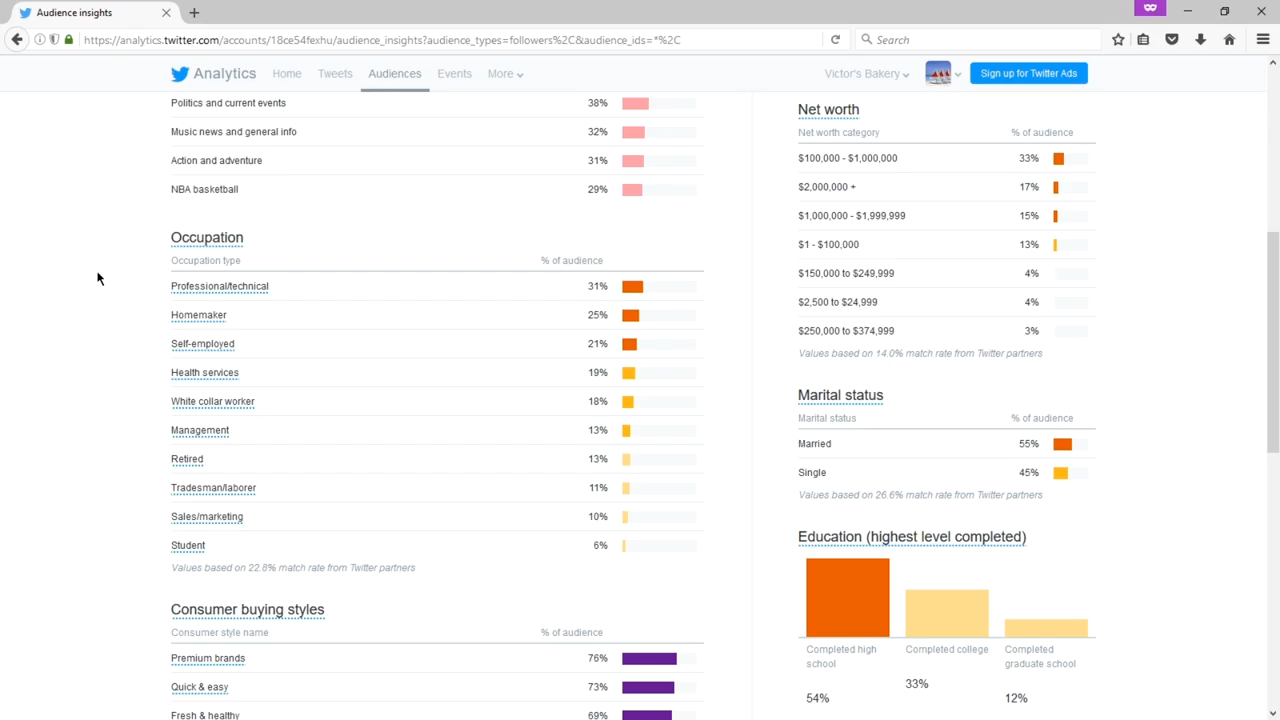 Audience insights
https://analytics.twitter.com/accounts/18ce54fexhu/audience_insights?audience_types=followers%2C&audience_ids=*%2C
Search
Analytics
Home
Tweets
Audiences
Events
More
Victor's Bakery
Sign up for Twitter Ads
Politics and current events 38%
Music news and general info 32%
Action and adventure 31%
NBA basketball 29%
Occupation
Occupation type % of audience
Professional/technical 31%
Homemaker 25%
Self-employed 21%
Health services 19%
White collar worker 18%
Management 13%
Retired 13%
Tradesman/laborer 11%
Sales/marketing 10%
Student 6%
Values based on 22.8% match rate from Twitter partners
Consumer buying styles
Consumer style name % of audience
Premium brands 76%
Quick & easy 73%
Fresh & healthy 69%
Net worth
Net worth category % of audience
$100,000 - $1,000,000 33%
$2,000,000 + 17%
$1,000,000 - $1,999,999 15%
$1 - $100,000 13%
$150,000 to $249,999 4%
$2,500 to $24,999 4%
$250,000 to $374,999 3%
Values based on 14.0% match rate from Twitter partners
Marital status
Marital status % of audience
Married 55%
Single 45%
Values based on 26.6% match rate from Twitter partners
Education (highest level completed)
Completed high
school
54%
Completed college
33%
Completed
graduate school
12%